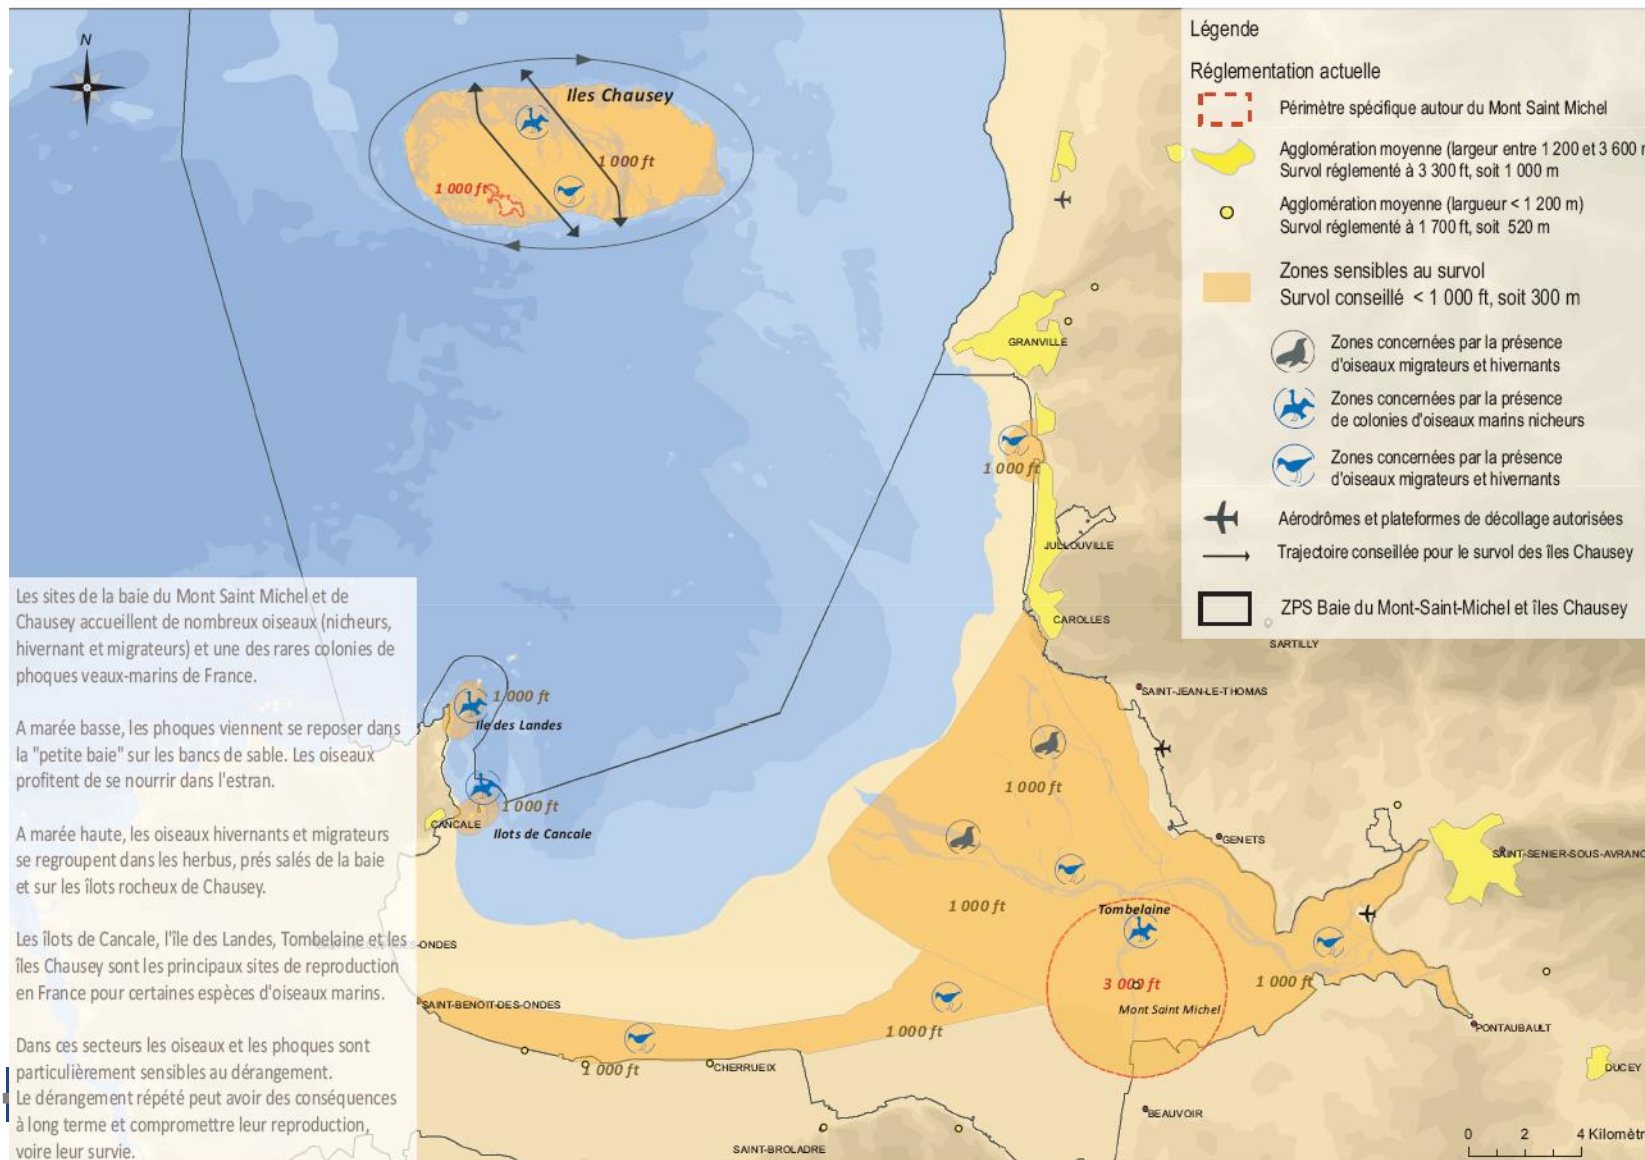 N
Iles Chausey
1 000 ft
1 000 ft
GRANVILLE
1 000 ft
JULLOUVILLE
CAROLLES
SARTILLY
SAINT-JEAN-LE-THOMAS
1 000 ft
Ile des Landes
1 000 ft
1 000 ft
CANCALE
Ilots de Cancale
GENETS
SAINT-SENIER-SOUS-AVRANC
1 000 ft
Tombelaine
-ONDES
3 000 ft
Mont Saint Michel
1 000 ft
SAINT-BENOIT-DES-ONDES
1 000 ft
PONTAUBAULT
1 000 ft
CHERRUEIX
DUCEY
BEAUVOIR
SAINT-BROLADRE
0 2 4 Kilomètr
Légende
Réglementation actuelle
Périmètre spécifique autour du Mont Saint Michel
Agglomération moyenne (largeur entre 1 200 et 3 600 m
Survol réglementé à 3 300 ft, soit 1 000 m
Agglomération moyenne (largueur < 1 200 m)
Survol réglementé à 1 700 ft, soit 520 m
Zones sensibles au survol
Survol conseillé < 1 000 ft, soit 300 m
Zones concernées par la présence
d'oiseaux migrateurs et hivernants
Zones concernées par la présence
de colonies d'oiseaux marins nicheurs
Zones concernées par la présence
d'oiseaux migrateurs et hivernants
Aérodrômes et plateformes de décollage autorisées
Trajectoire conseillée pour le survol des îles Chausey
ZPS Baie du Mont-Saint-Michel et îles Chausey
Les sites de la baie du Mont Saint Michel et de
Chausey accueillent de nombreux oiseaux (nicheurs,
hivernant et migrateurs) et une des rares colonies de
phoques veaux-marins de France.
A marée basse, les phoques viennent se reposer dans
la "petite baie" sur les bancs de sable. Les oiseaux
profitent de se nourrir dans l'estran.
A marée haute, les oiseaux hivernants et migrateurs
se regroupent dans les herbus, prés salés de la baie
et sur les îlots rocheux de Chausey.
Les îlots de Cancale, l'île des Landes, Tombelaine et les
îles Chausey sont les principaux sites de reproduction
en France pour certaines espèces d'oiseaux marins.
Dans ces secteurs les oiseaux et les phoques sont
particulièrement sensibles au dérangement.
Le dérangement répété peut avoir des conséquences
à long terme et compromettre leur reproduction,
voire leur survie.